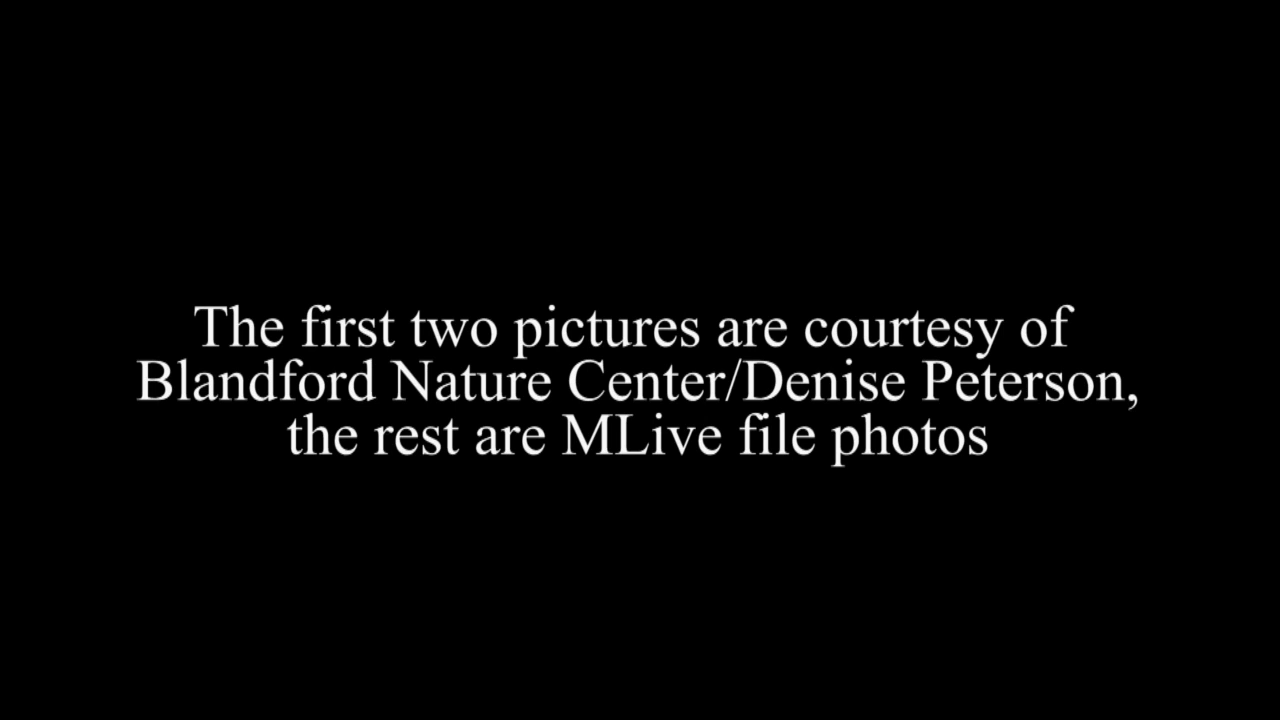 The first two pictures are courtesy of
Blandford Nature Center/Denise Peterson,
the rest are MLive file photos